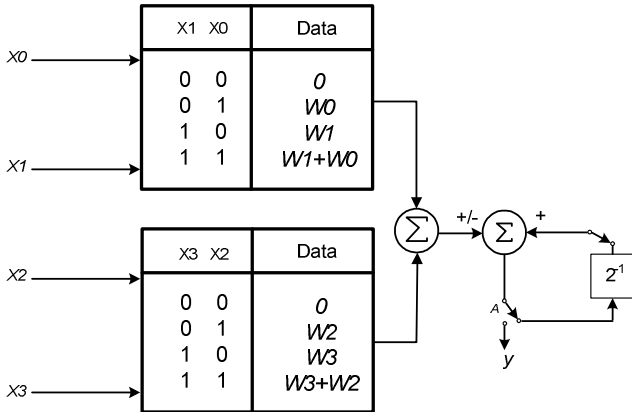 X1 X0 Data
X0
0 0 0
0 1 W0
1 0 W1
X1
1 1 W1+W0
Σ
+/-
Σ
+
2⁻¹
X3 X2 Data
X2
0 0 0
0 1 W2
1 0 W3
1 1 W3+W2
X3
A
y